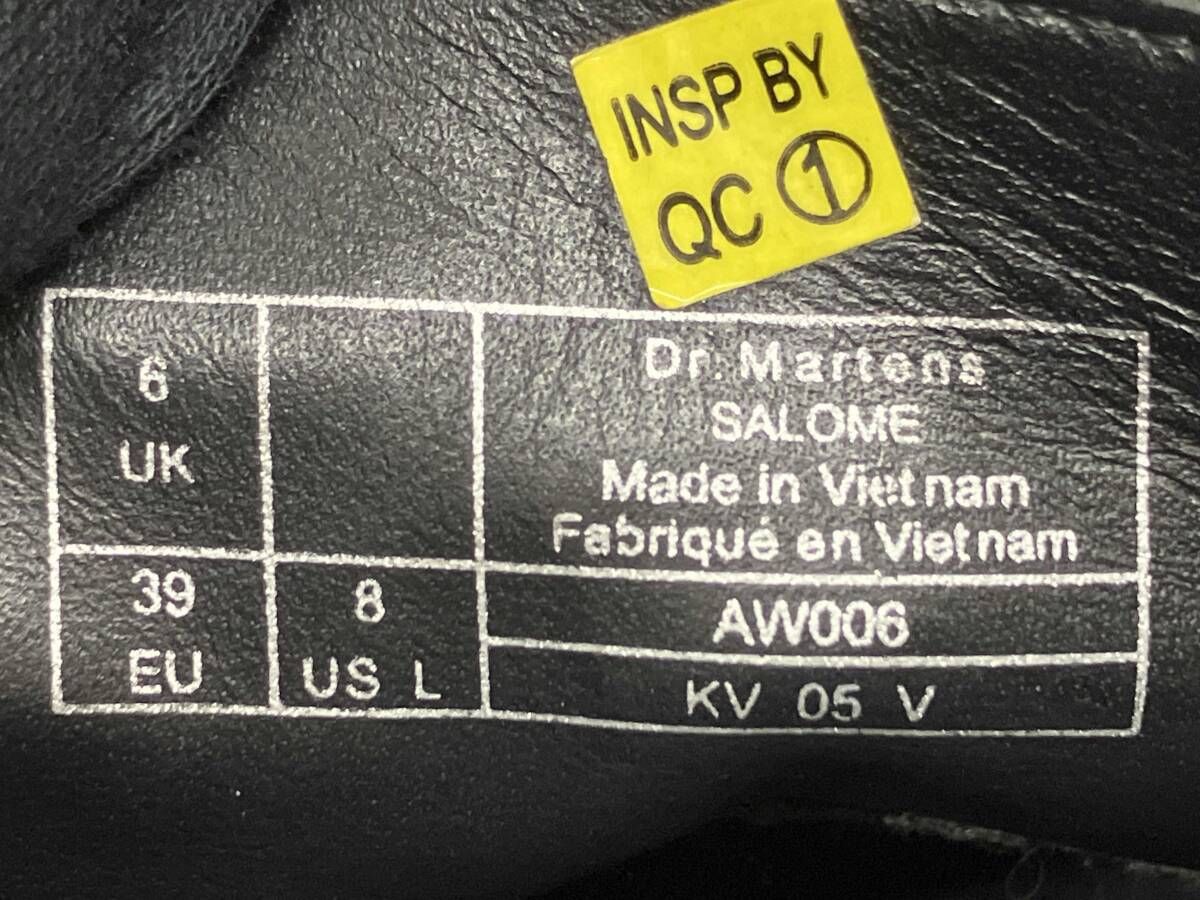 INSP BY
QC ①
6
UK
Dr. Martens
SALOME
Made in Vietnam
Fabriqué en Vietnam
39
EU
8
US L
AW006
KV 05 V